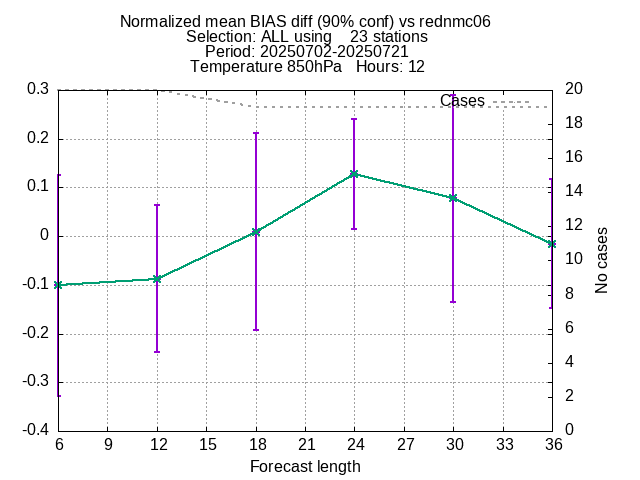 Normalized mean BIAS diff (90% conf) vs rednmc06
Selection: ALL using    23 stations
Period: 20250702-20250721
Temperature 850hPa   Hours: 12
Cases
0.3
0.2
0.1
0
-0.1
-0.2
-0.3
-0.4
20
18
16
14
12
10
8
6
4
2
0
No cases
6 9 12 15 18 21 24 27 30 33 36
Forecast length